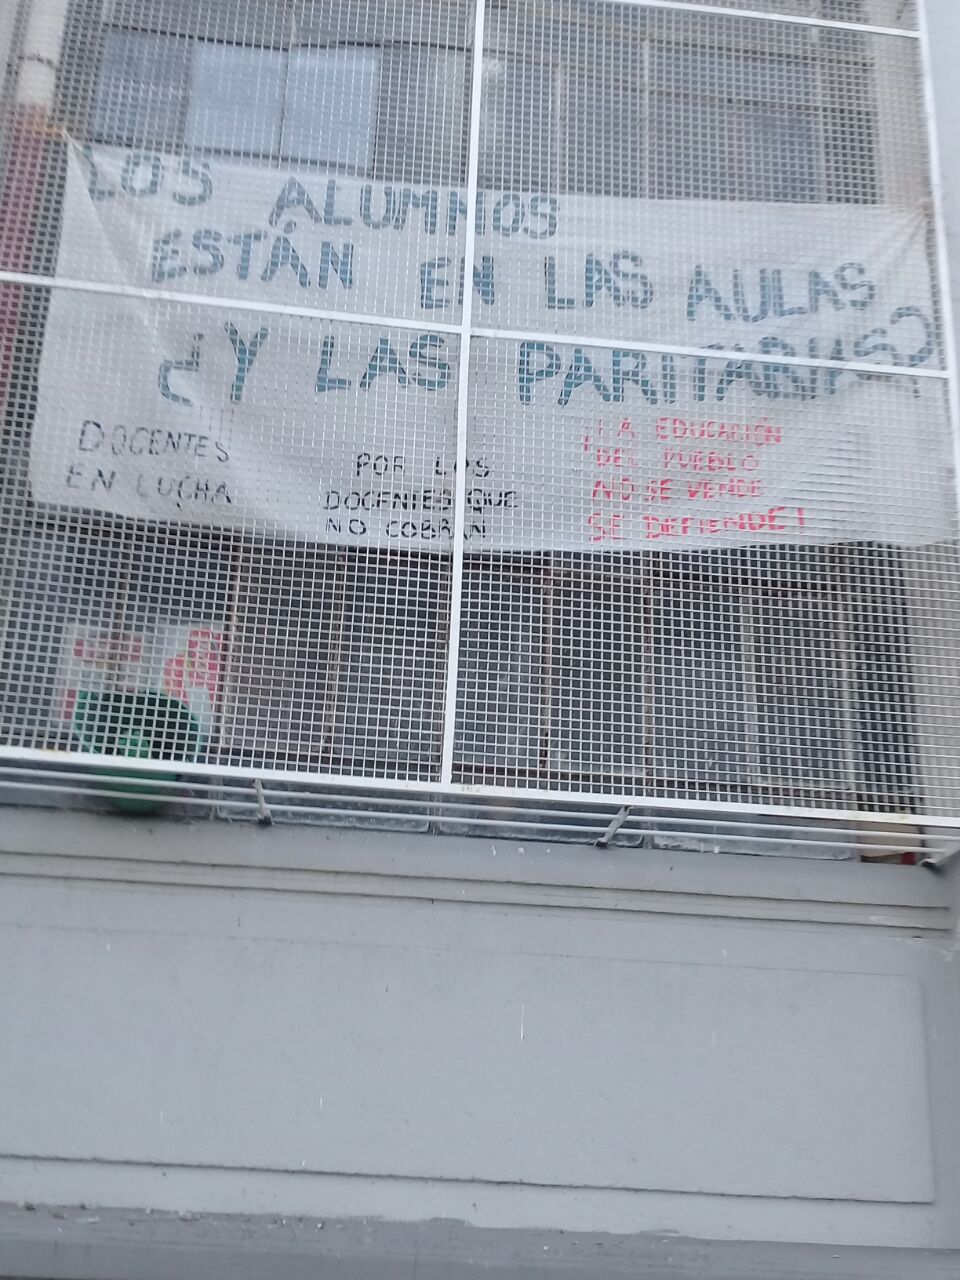 LOS ALUMNOS
ESTÁN EN LAS AULAS
¿Y LAS PARITARIAS?
DOCENTES
EN LUCHA
POR LOS
DOCENTES QUE
NO COBRAN
¡LA EDUCACIÓN
DEL PUEBLO
NO SE VENDE
SE DEFIENDE!